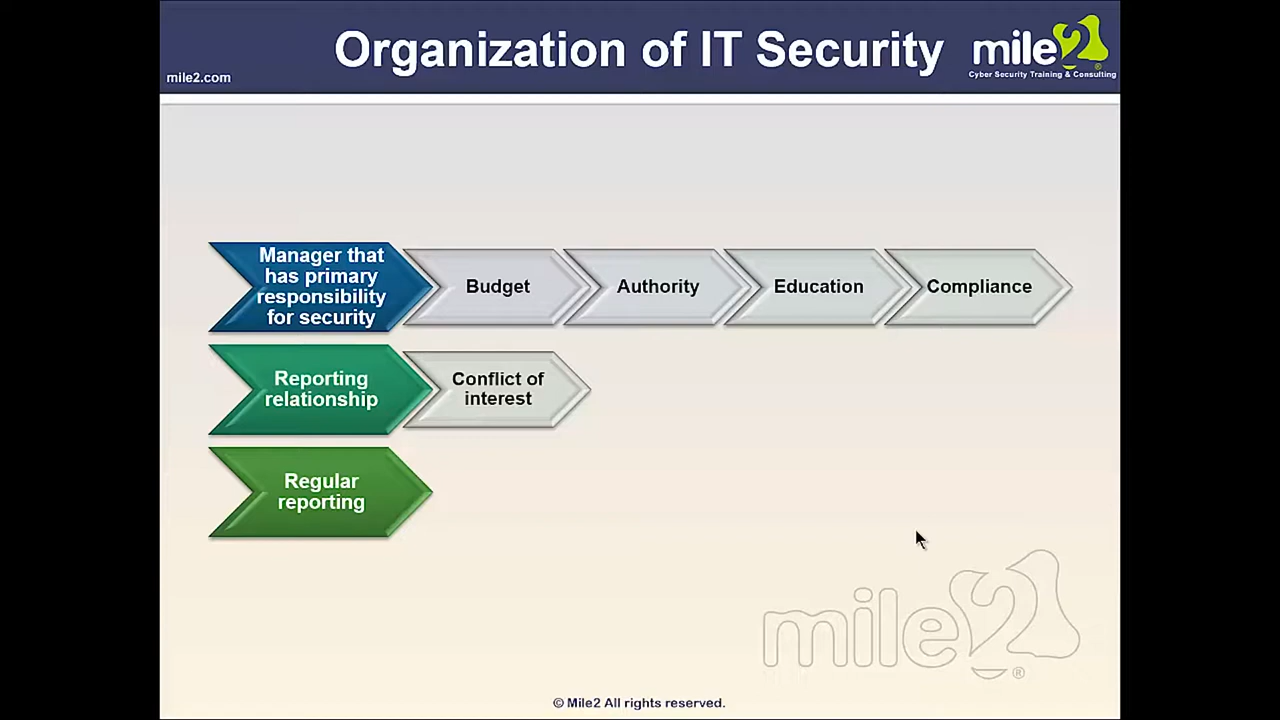 Organization of IT Security
mile2
mile2.com
Cyber Security Training & Consulting
Manager that
has primary
responsibility
for security
Budget
Authority
Education
Compliance
Reporting
relationship
Conflict of
interest
Regular
reporting
mile2
®
© Mile2 All rights reserved.